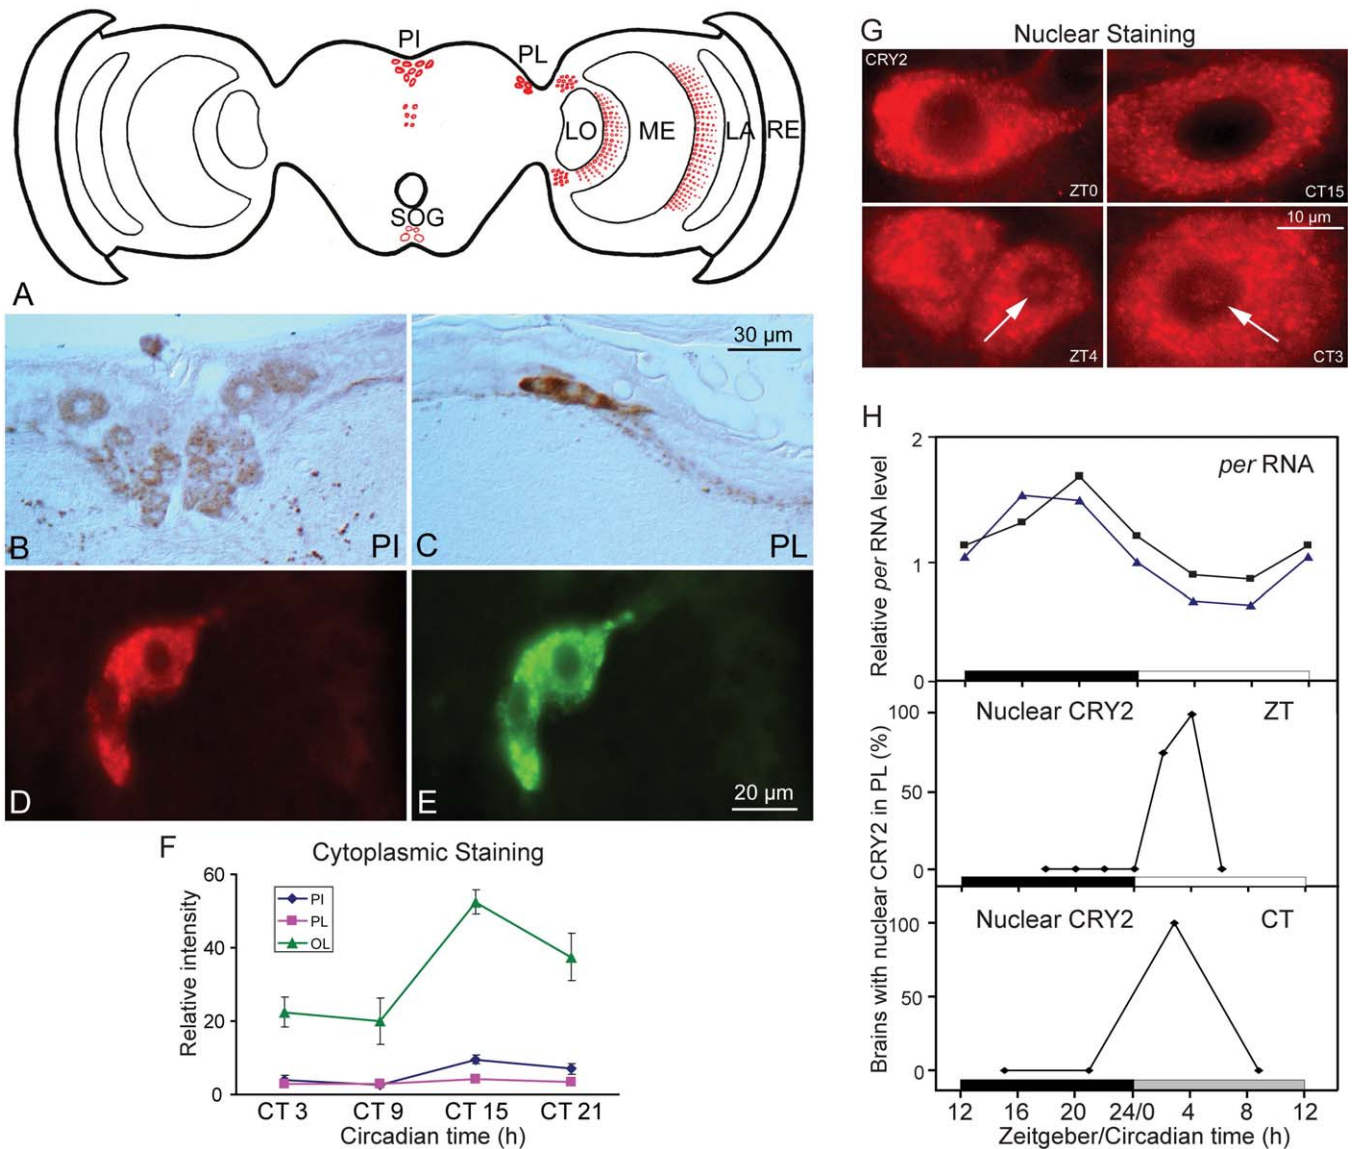 PI
PL
LO
ME
LA
RE
SOG
A
30 µm
B
PI
C
PL
D
E
20 µm
F
Cytoplasmic Staining
Relative intensity
60
40
20
0
PI
PL
OL
CT 3
CT 9
CT 15
CT 21
Circadian time (h)
G
Nuclear Staining
CRY2
ZT0
CT15
10 µm
ZT4
CT3
H
2
1
0
Relative per RNA level
per RNA
Brains with nuclear CRY2 in PL (%)
100
50
0
Nuclear CRY2
ZT
100
50
0
Nuclear CRY2
CT
12
16
20
24/0
4
8
12
Zeitgeber/Circadian time (h)